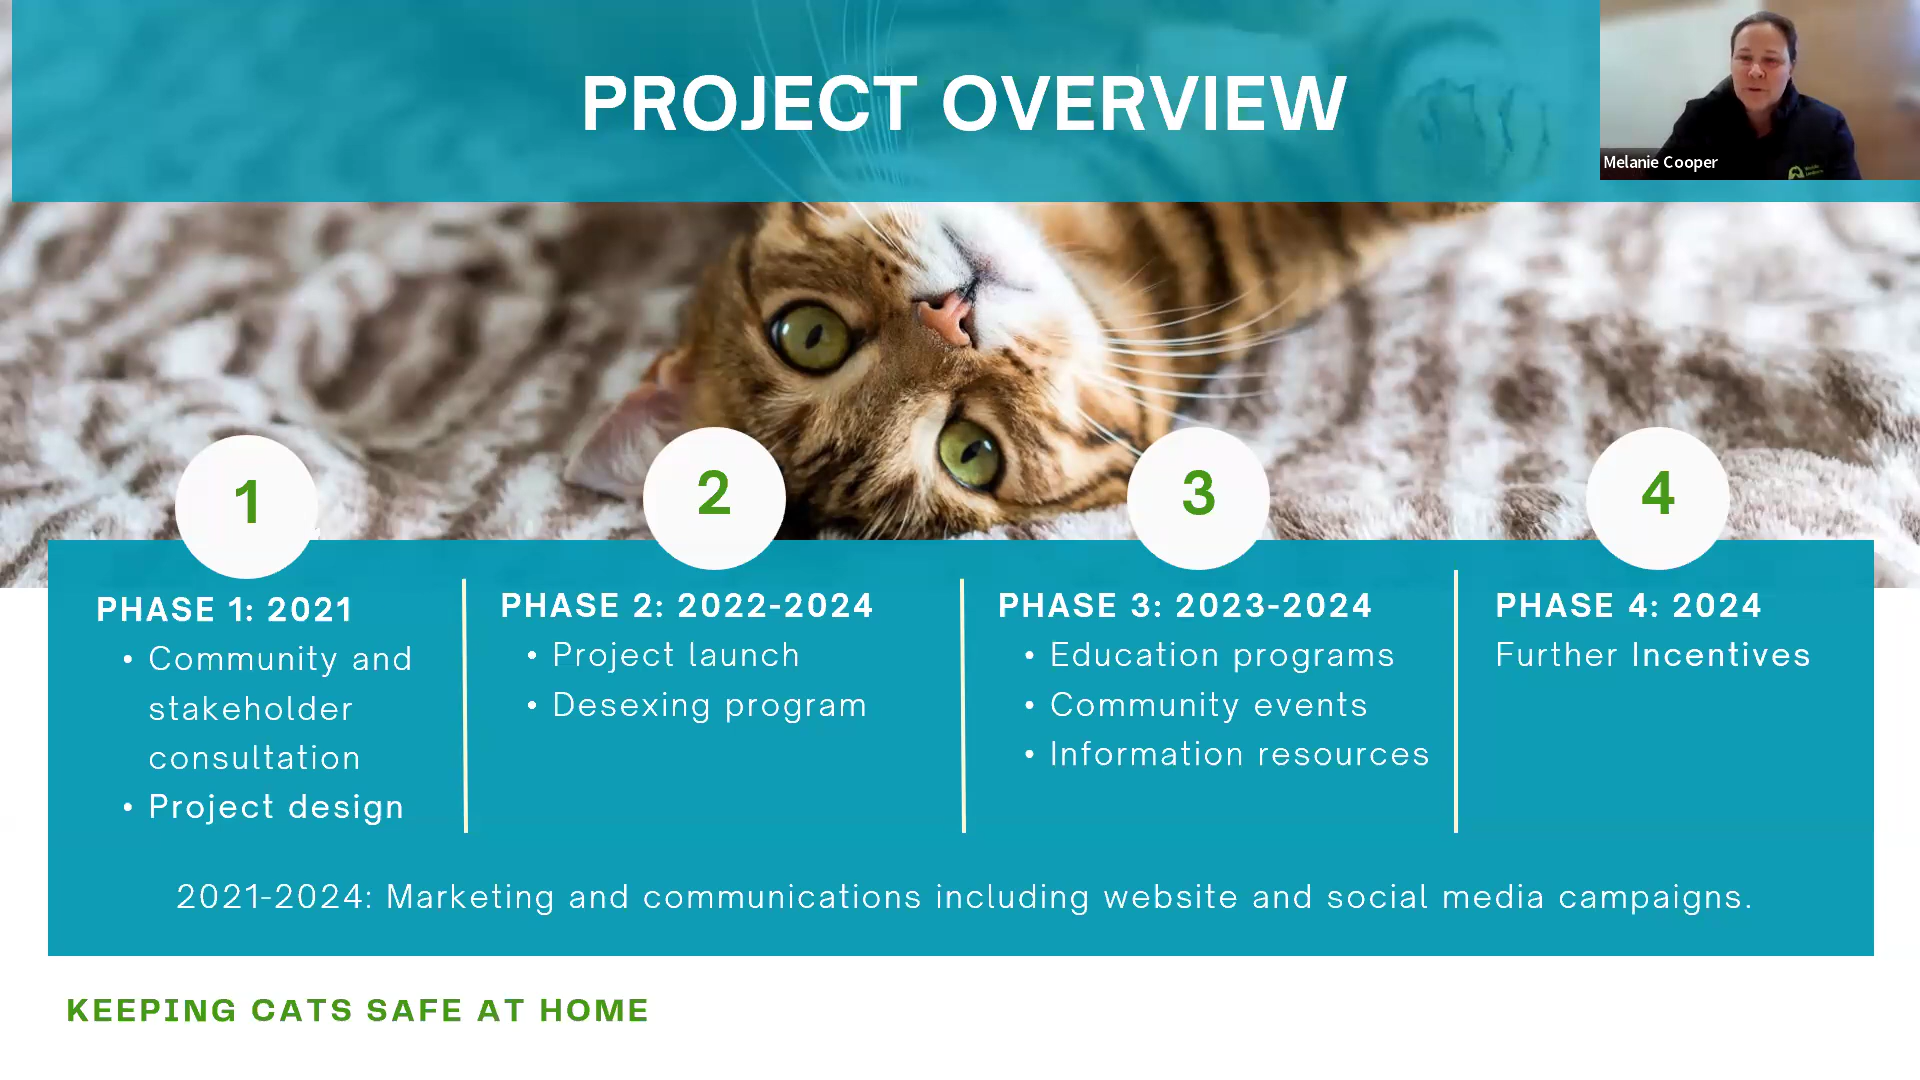 PROJECT OVERVIEW
Melanie Cooper
1
PHASE 1: 2021
• Community and
stakeholder
consultation
• Project design
2
PHASE 2: 2022-2024
• Project launch
• Desexing program
3
PHASE 3: 2023-2024
• Education programs
• Community events
• Information resources
4
PHASE 4: 2024
Further Incentives
2021-2024: Marketing and communications including website and social media campaigns.
KEEPING CATS SAFE AT HOME